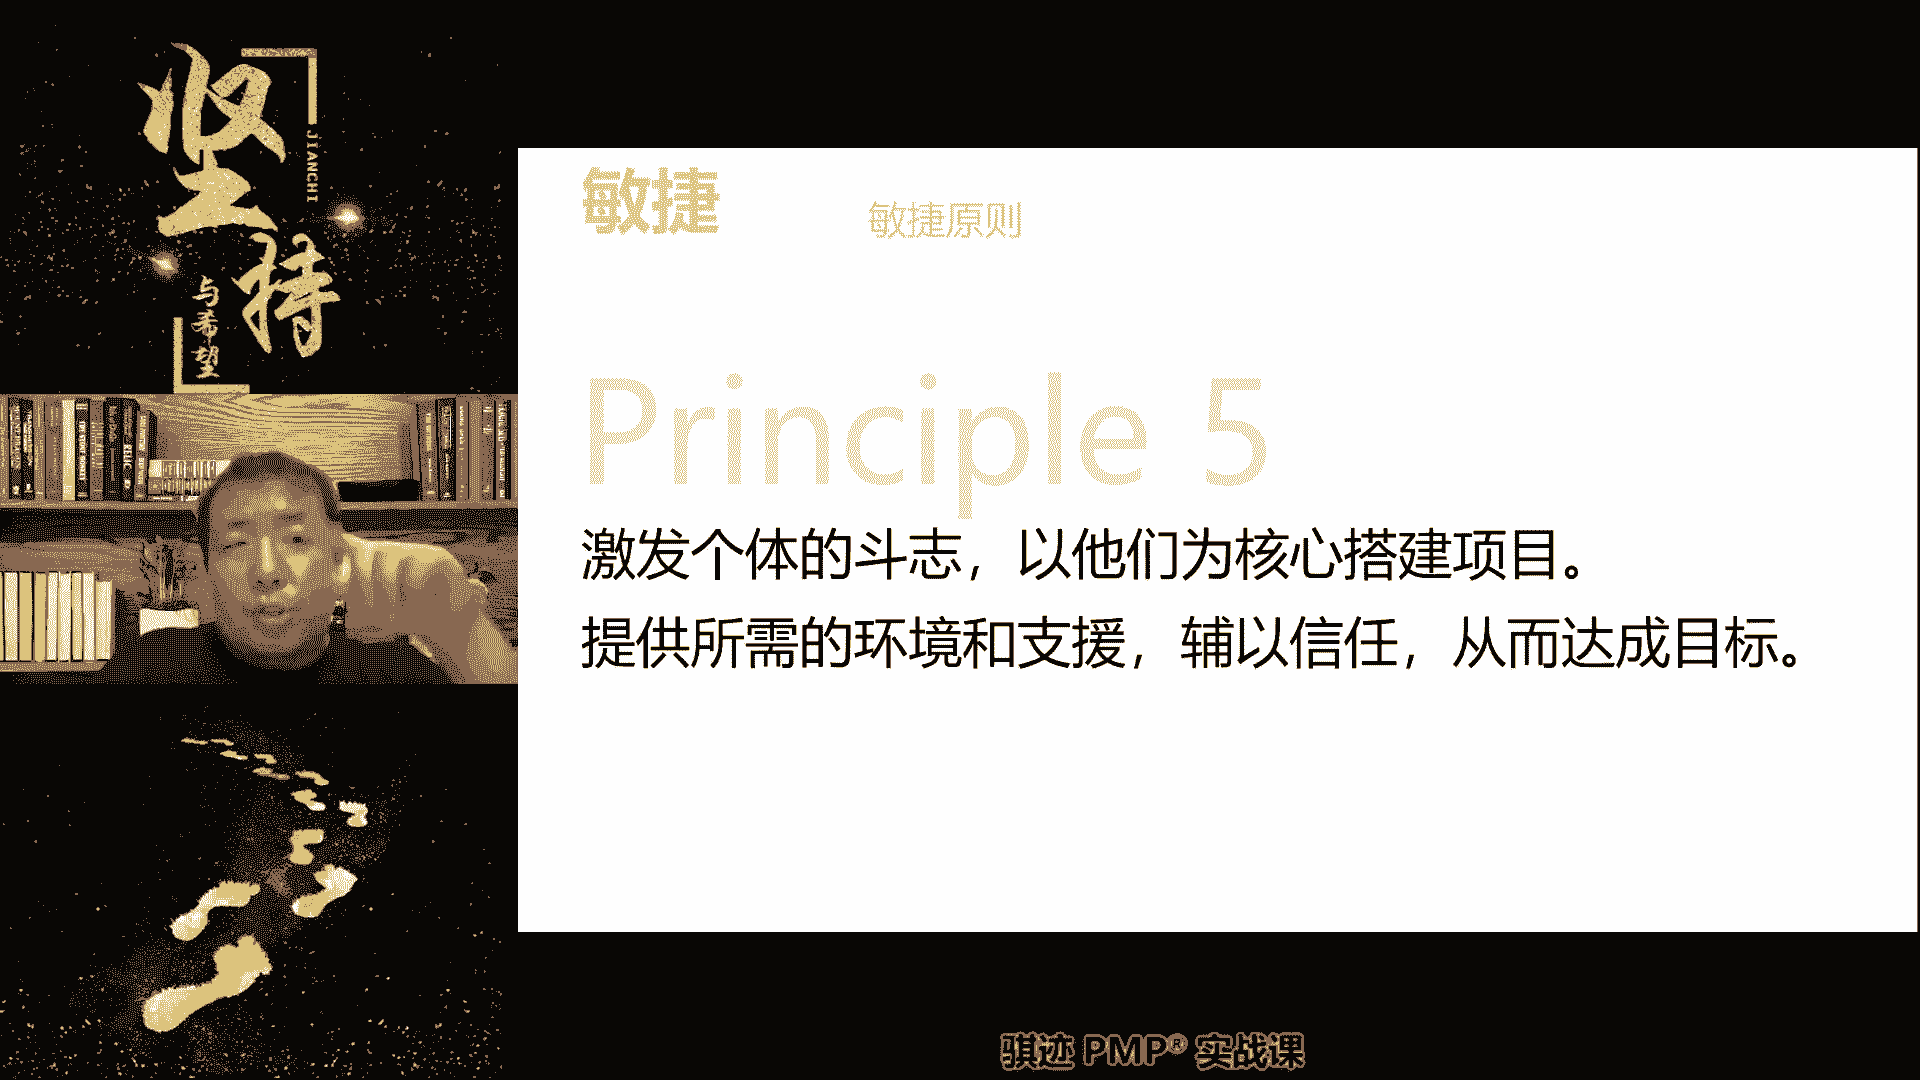 坚持
JIANCHI
与希望
敏捷
敏捷原则
Principle 5
激发个体的斗志，以他们为核心搭建项目。
提供所需的环境和支援，辅以信任，从而达成目标。
骐迹 PMP® 实战课